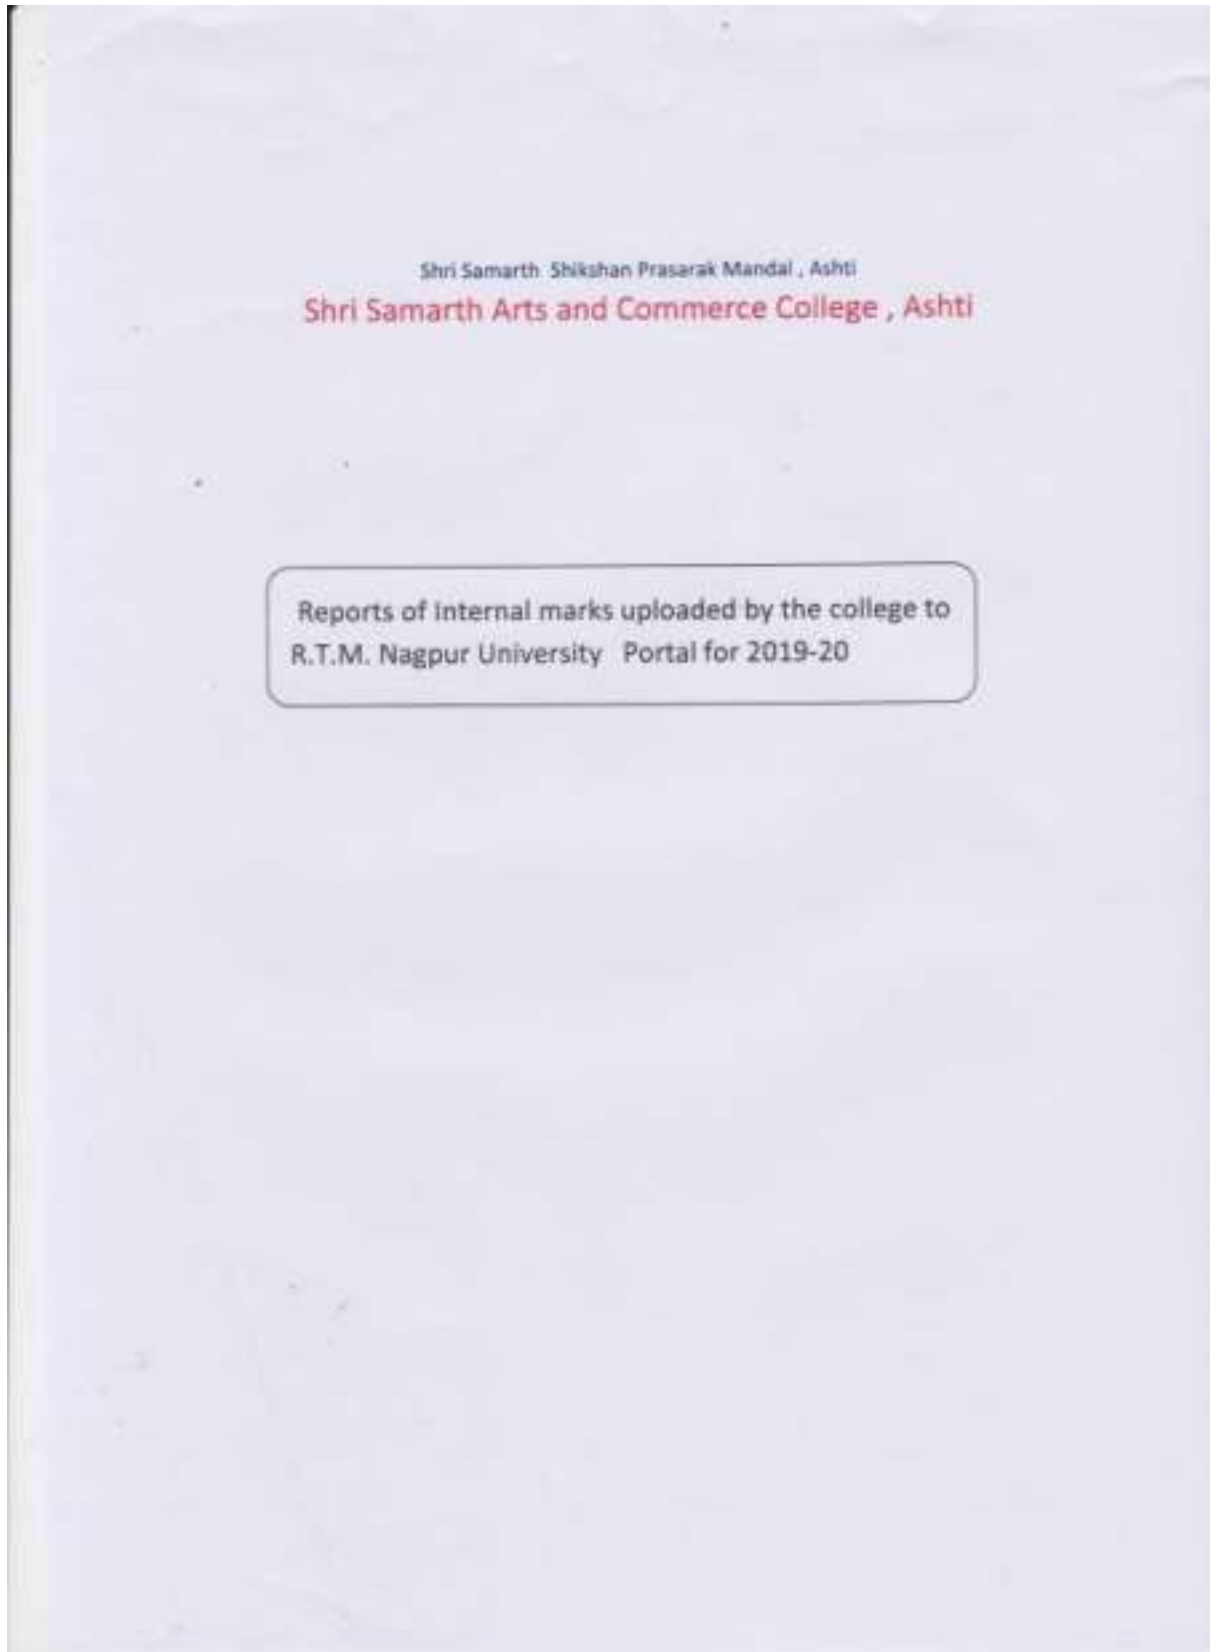 Shri Samarth Shikshan Prasarak Mandal , Ashti
Shri Samarth Arts and Commerce College , Ashti
Reports of Internal marks uploaded by the college to
R.T.M. Nagpur University Portal for 2019-20